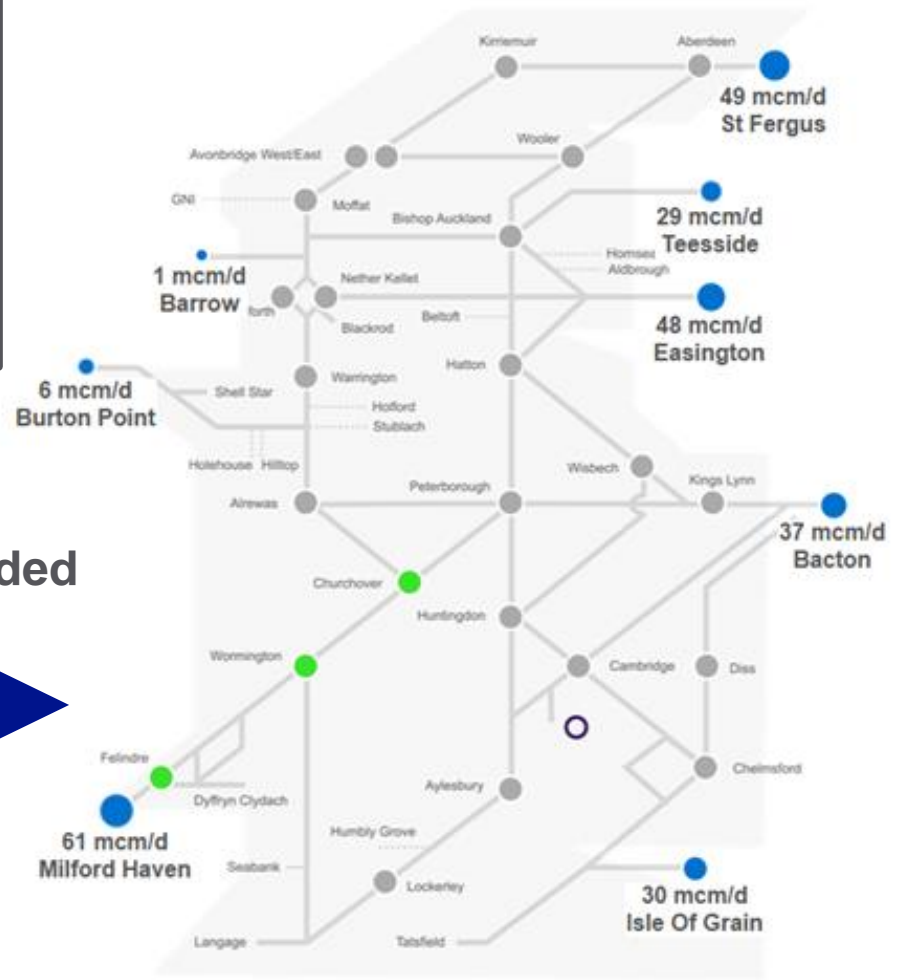 Kirriemuir
Aberdeen
49 mcm/d
St Fergus
Wooler
Avonbridge West/East
GNI
Moffat
Bishop Auckland
29 mcm/d
Teesside
Hornsea
Aldbrough
1 mcm/d
Barrow
Nether Kellet
forth
Blackrod
Beltoft
48 mcm/d
Easington
Hatton
6 mcm/d
Burton Point
Warrington
Shell Star
Holford
Stublach
Holehouse
Hilltop
Wisbech
Kings Lynn
Peterborough
Alrewas
37 mcm/d
Bacton
ded
Churchover
Huntingdon
Wormington
Cambridge
Diss
Felindre
Chelmsford
Dyffryn Clydach
Aylesbury
61 mcm/d
Milford Haven
Humbly Grove
Seabank
Lockerley
30 mcm/d
Isle Of Grain
Langage
Tatsfield